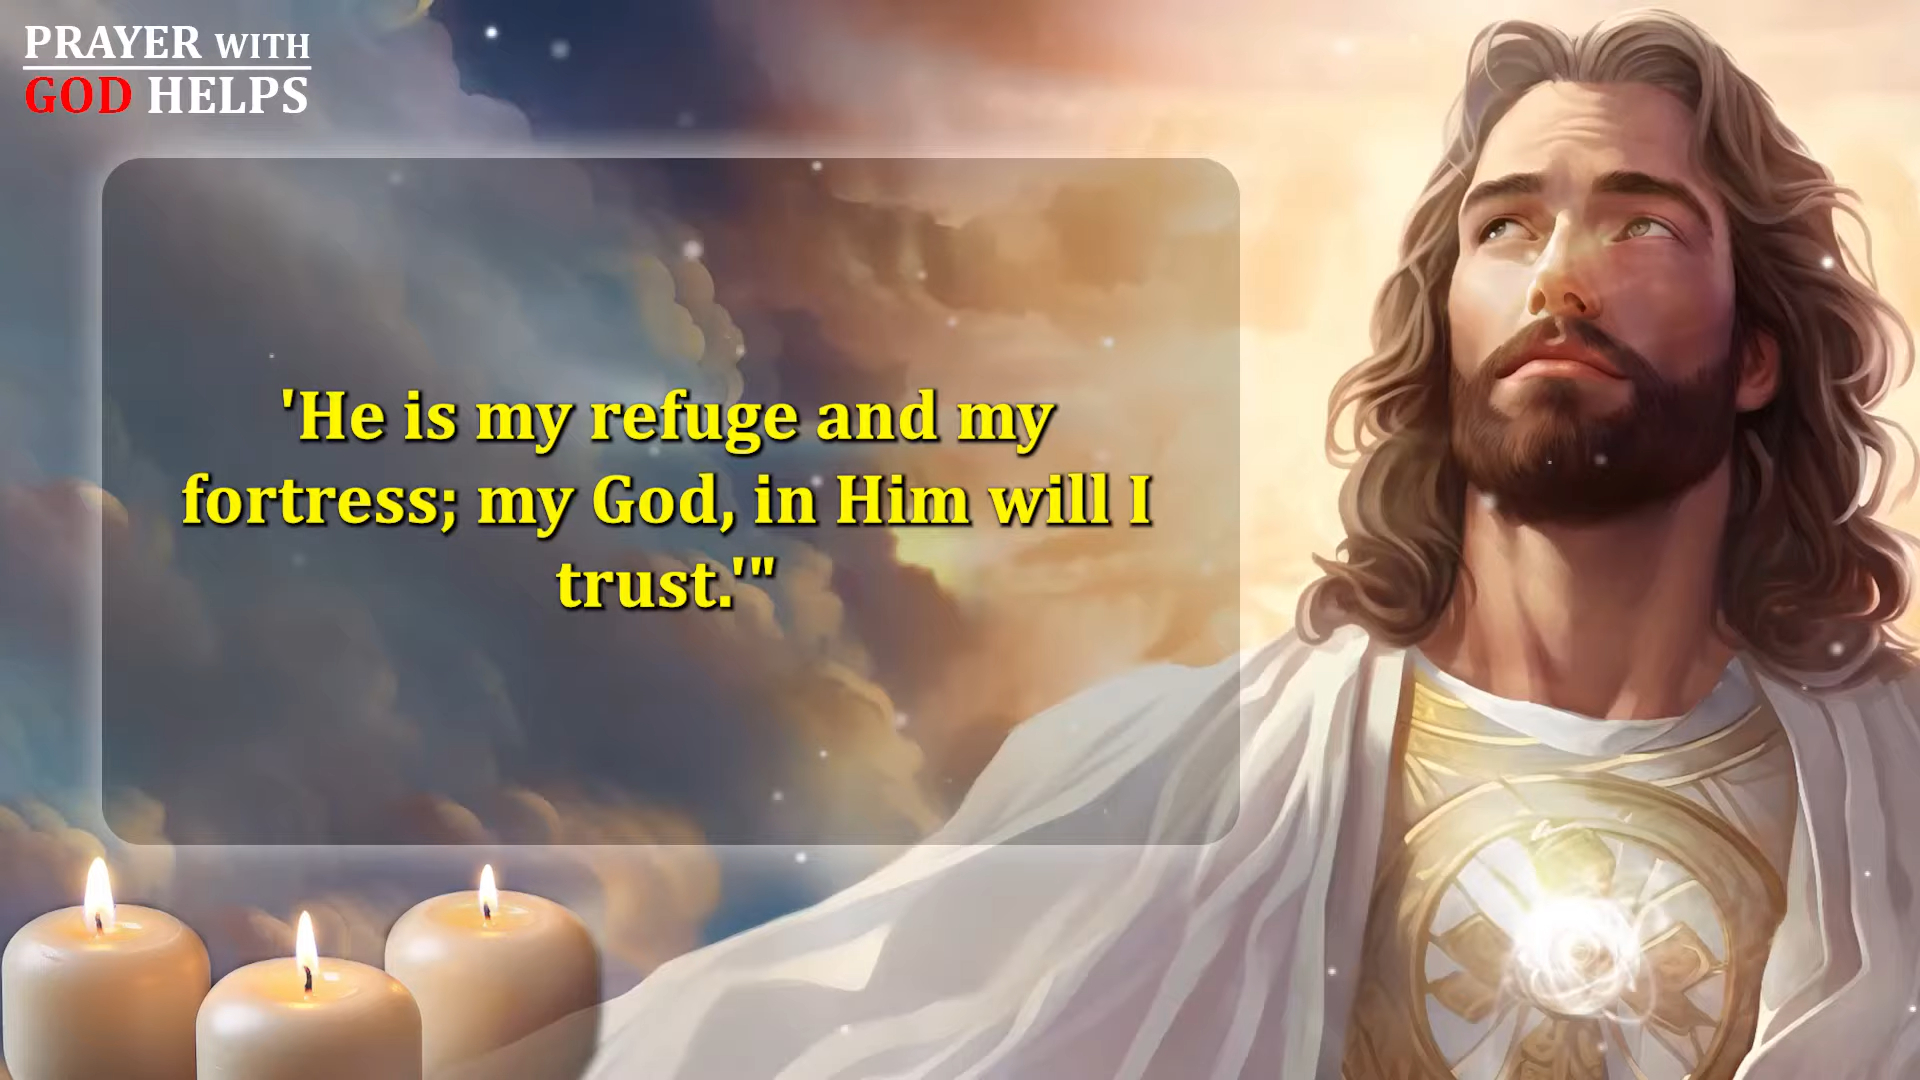 PRAYER WITH
GOD HELPS
'He is my refuge and my
fortress; my God, in Him will I
trust.'"